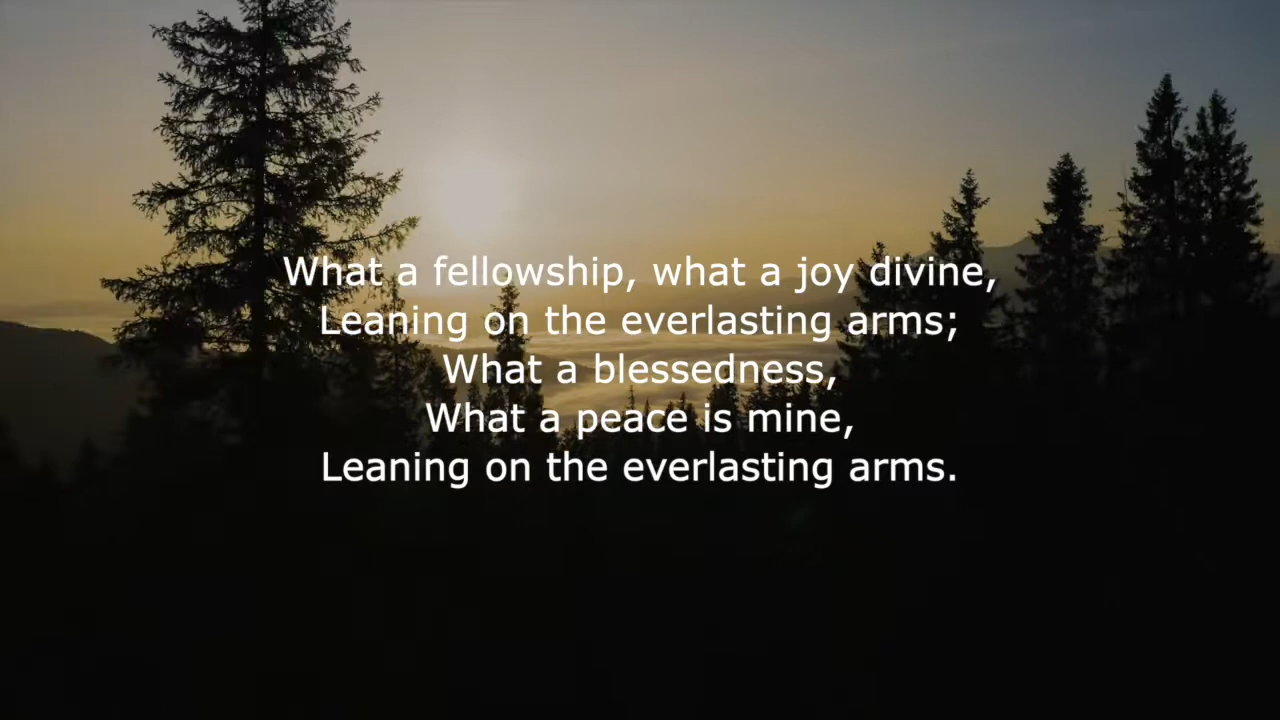 What a fellowship, what a joy divine,
Leaning on the everlasting arms;
What a blessedness,
What a peace is mine,
Leaning on the everlasting arms.